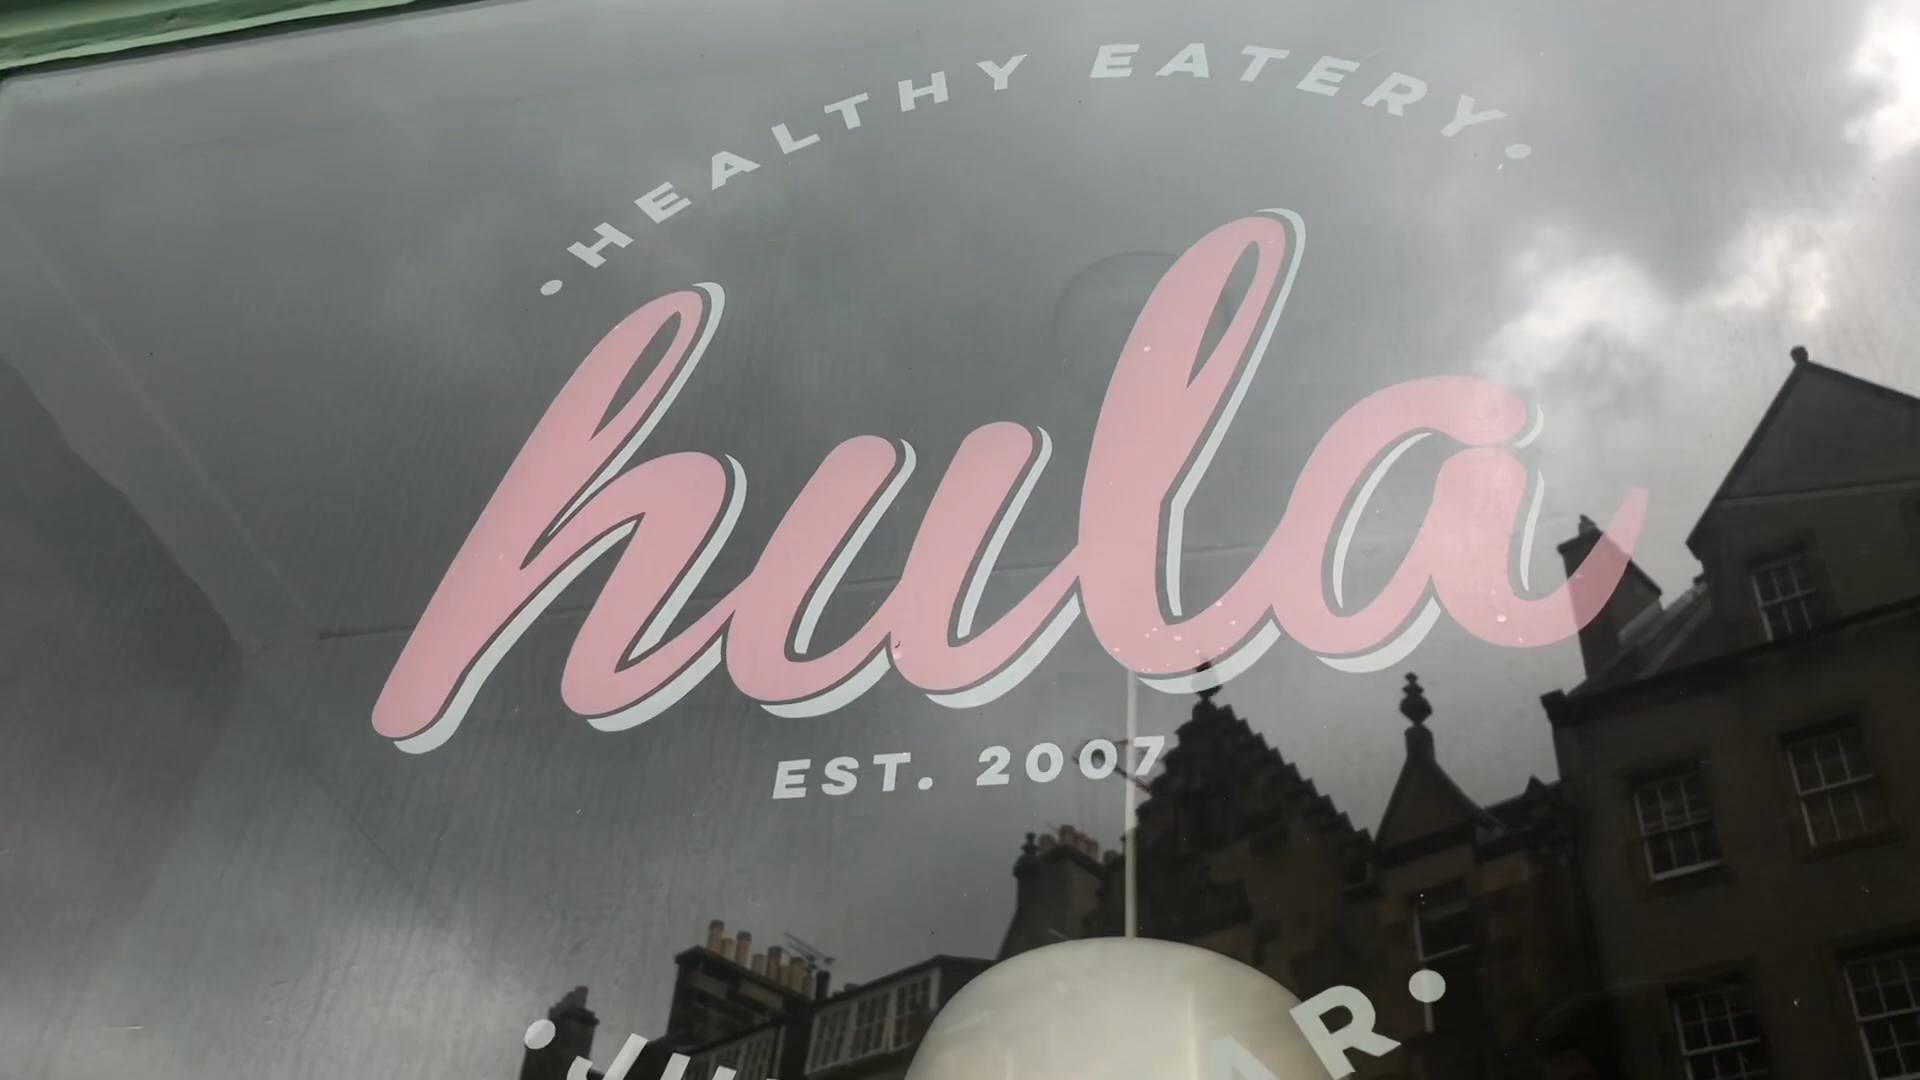 • HEALTHY EATERY •
hula
EST. 2007